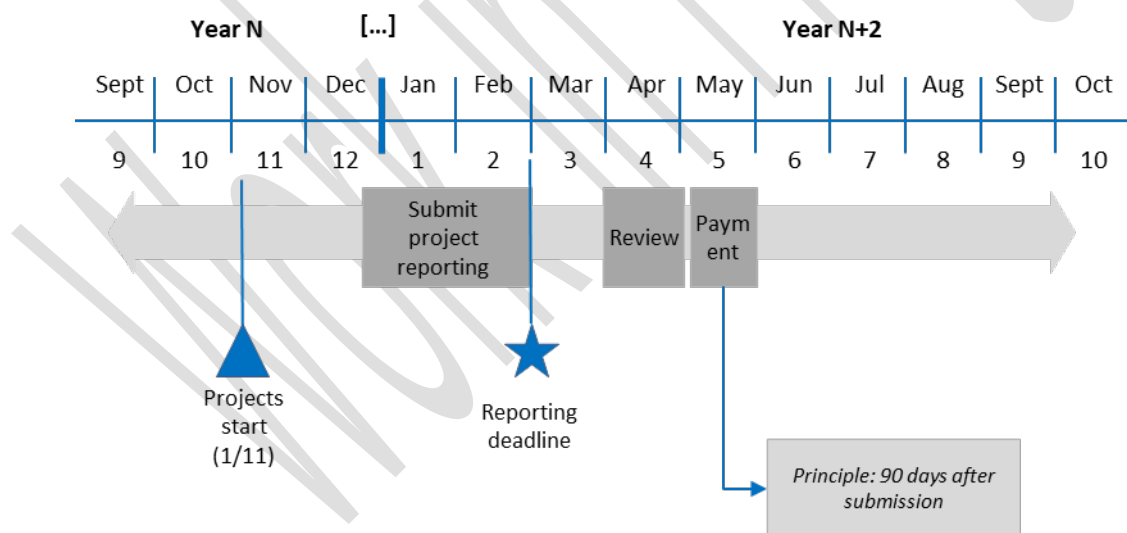 Year N [...] Year N+2
Sept Oct Nov Dec Jan Feb Mar Apr May Jun Jul Aug Sept Oct
9 10 11 12 1 2 3 4 5 6 7 8 9 10
Submit
project
reporting
Review
Paym
ent
Projects
start
(1/11)
Reporting
deadline
Principle: 90 days after
submission